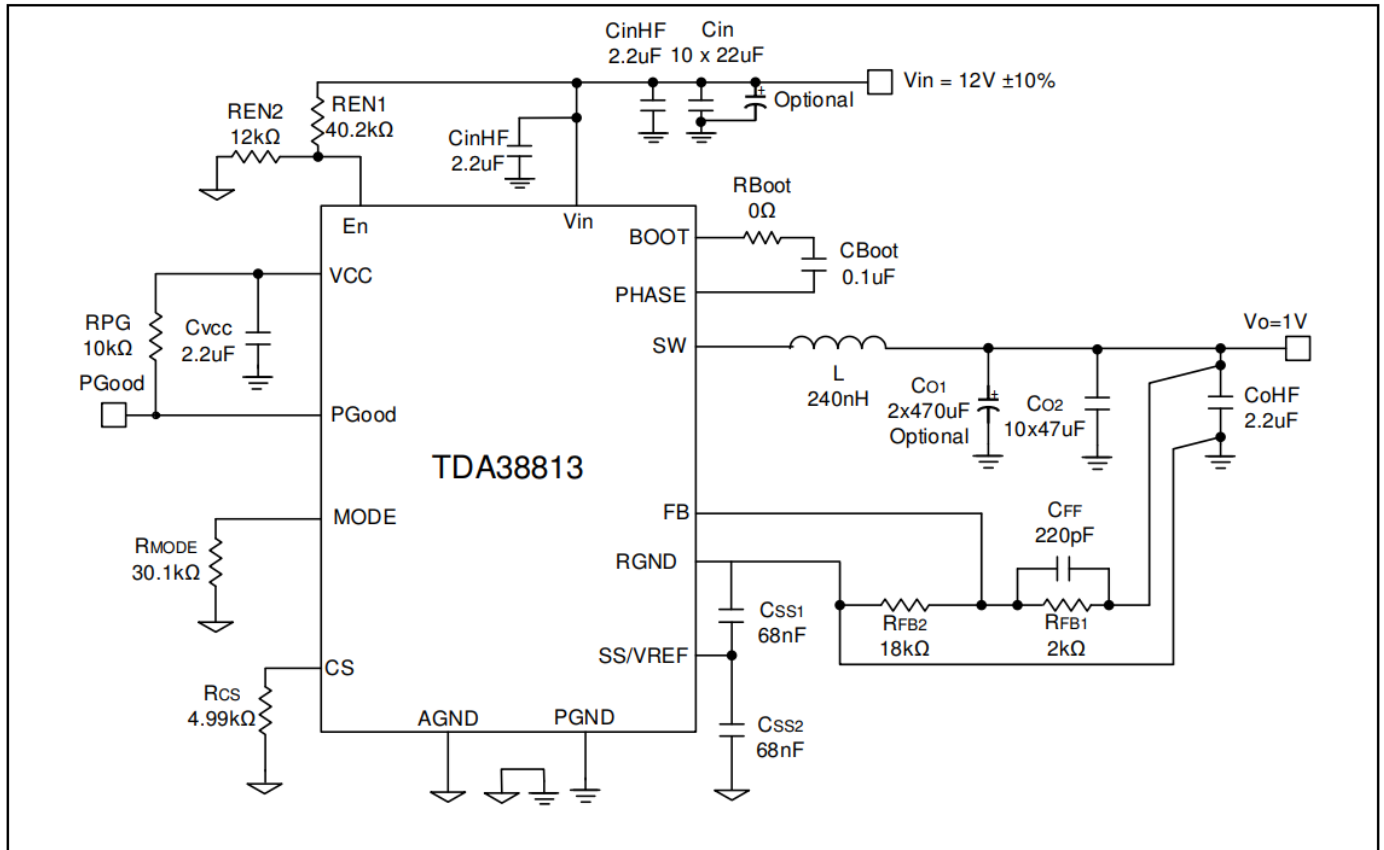 CinHF
2.2uF
Cin
10 x 22uF
Vin = 12V ±10%
Optional
REN2
12kΩ
REN1
40.2kΩ
CinHF
2.2uF
En
Vin
RBoot
0Ω
BOOT
CBoot
0.1uF
PHASE
VCC
RPG
10kΩ
Cvcc
2.2uF
PGood
PGood
SW
L
240nH
Vo=1V
CO1
2x470uF
Optional
CO2
10x47uF
CoHF
2.2uF
TDA38813
MODE
RMODE
30.1kΩ
FB
RGND
CFF
220pF
CSS1
68nF
RFB2
18kΩ
RFB1
2kΩ
SS/VREF
CS
RCS
4.99kΩ
AGND
PGND
CSS2
68nF